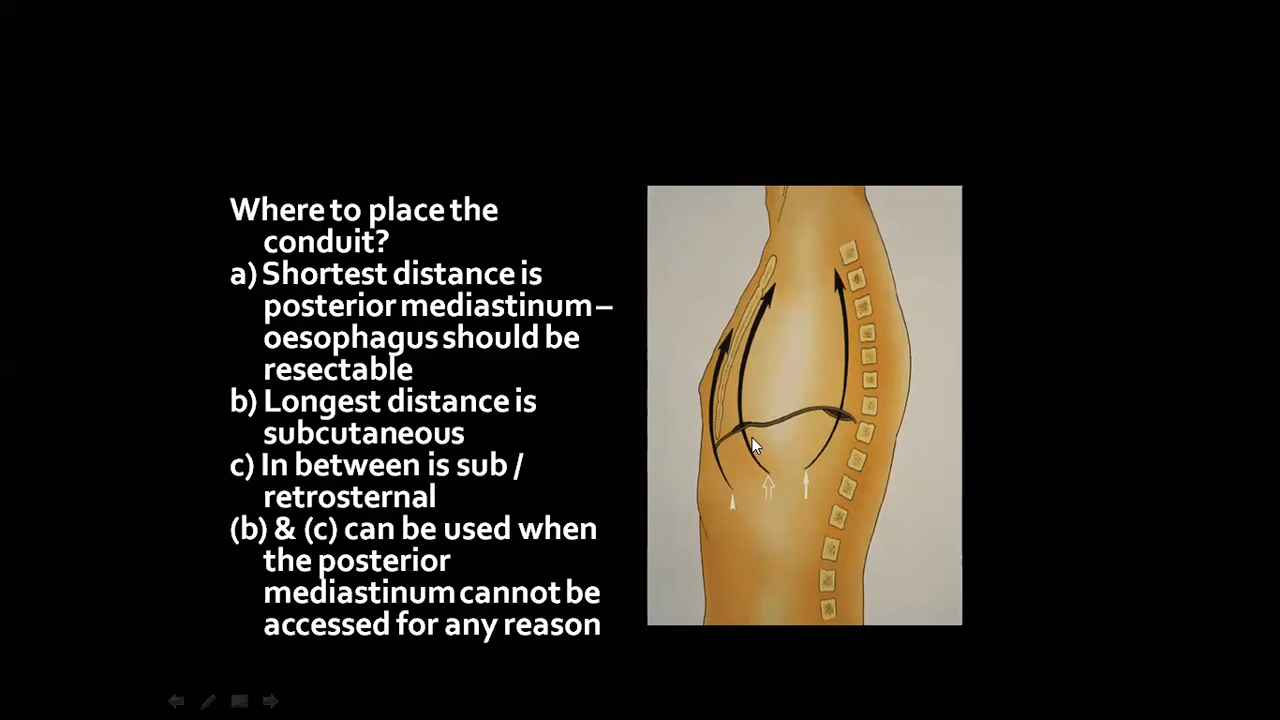 Where to place the
conduit?
a) Shortest distance is
posterior mediastinum –
oesophagus should be
resectable
b) Longest distance is
subcutaneous
c) In between is sub /
retrosternal
(b) & (c) can be used when
the posterior
mediastinum cannot be
accessed for any reason